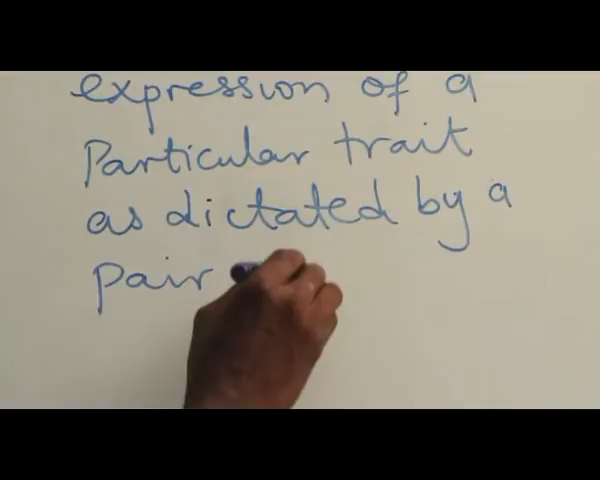 expression of a
Particular trait
as dictated by a
pair